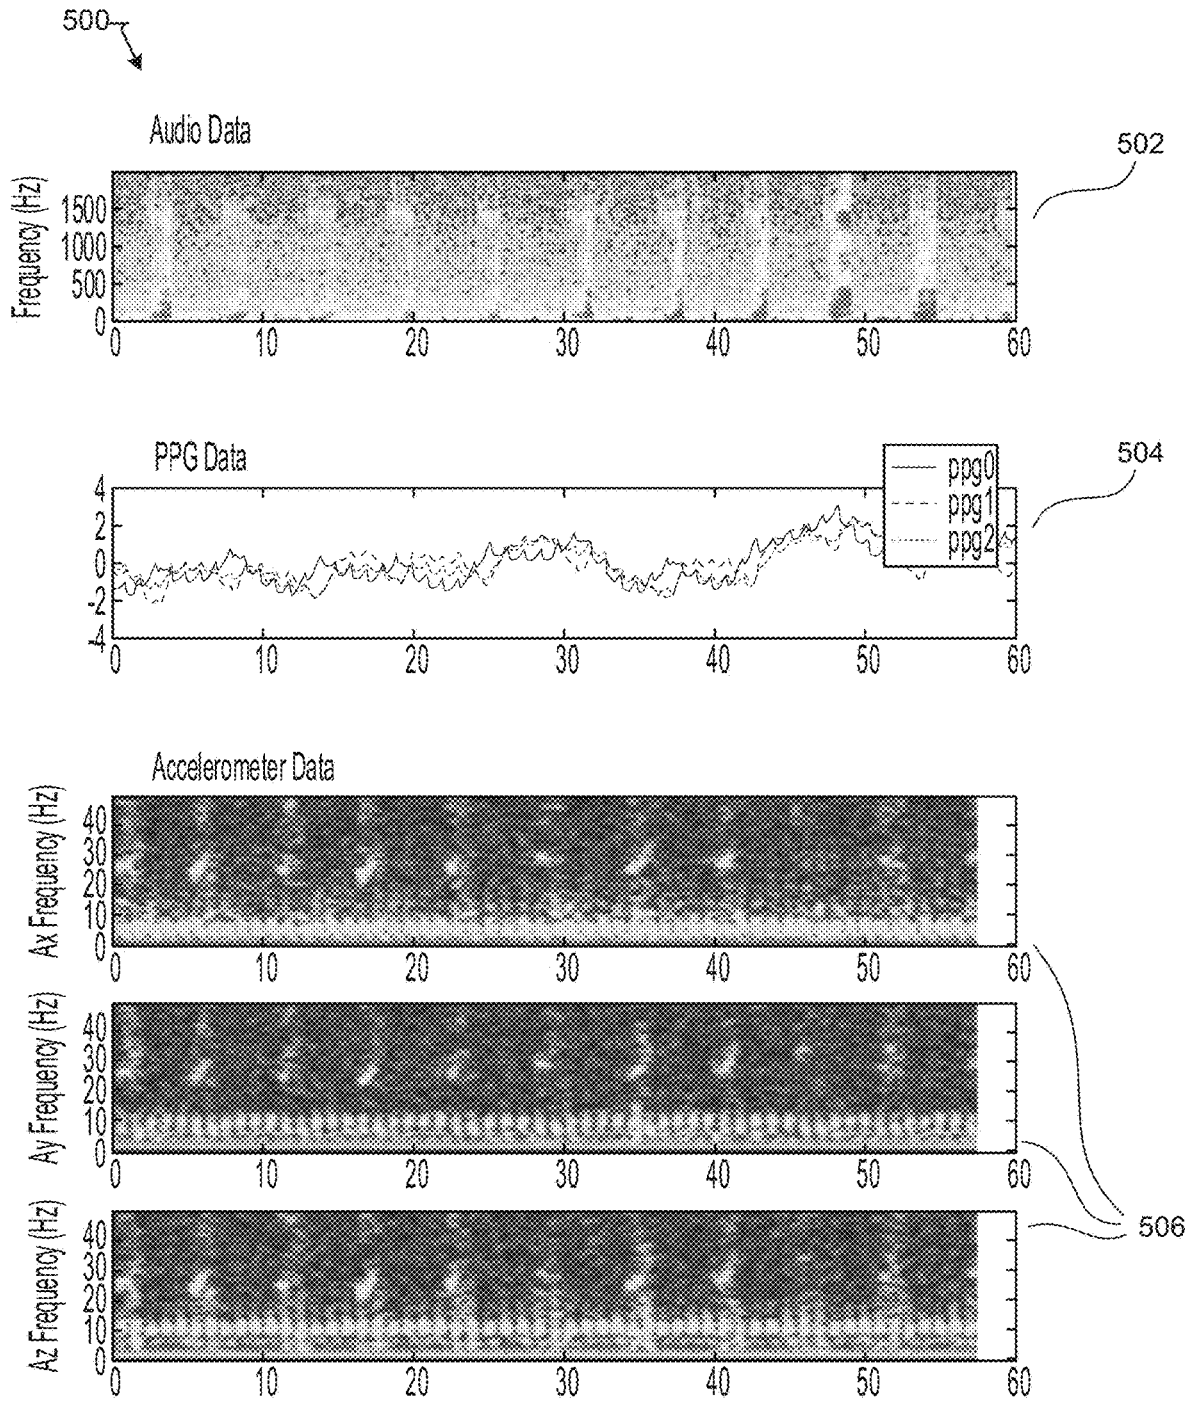 500
Audio Data
502
Frequency (Hz)
1500
1000
500
0
0 10 20 30 40 50 60
PPG Data
504
ppg0
ppg1
ppg2
4
2
0
-2
-4
0 10 20 30 40 50 60
Accelerometer Data
Ax Frequency (Hz)
40
30
20
10
0
0 10 20 30 40 50 60
Ay Frequency (Hz)
40
30
20
10
0
0 10 20 30 40 50 60
506
Az Frequency (Hz)
40
30
20
10
0
0 10 20 30 40 50 60